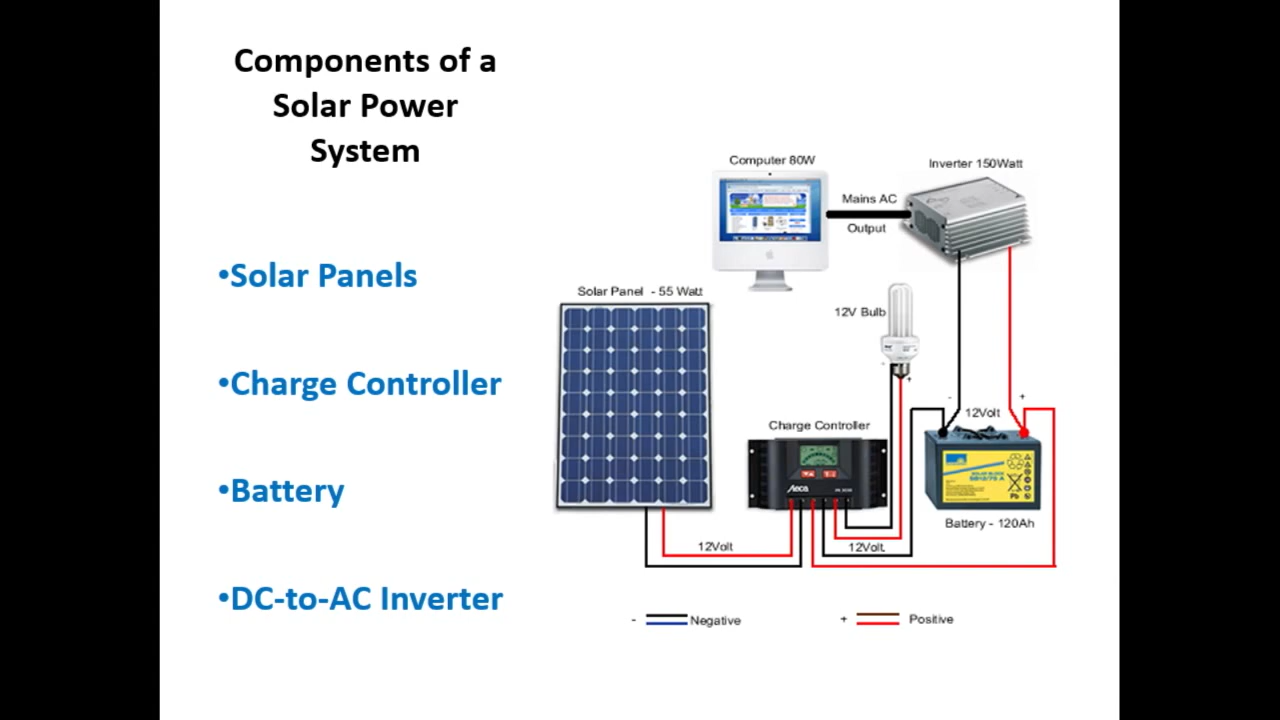 Components of a
Solar Power
System
•Solar Panels
•Charge Controller
•Battery
•DC-to-AC Inverter
Computer 80W
Inverter 150Watt
Mains AC
Output
Solar Panel - 55 Watt
12V Bulb
- +
- +
12Volt
Charge Controller
Battery - 120Ah
12Volt
12Volt.
- Negative
+ Positive